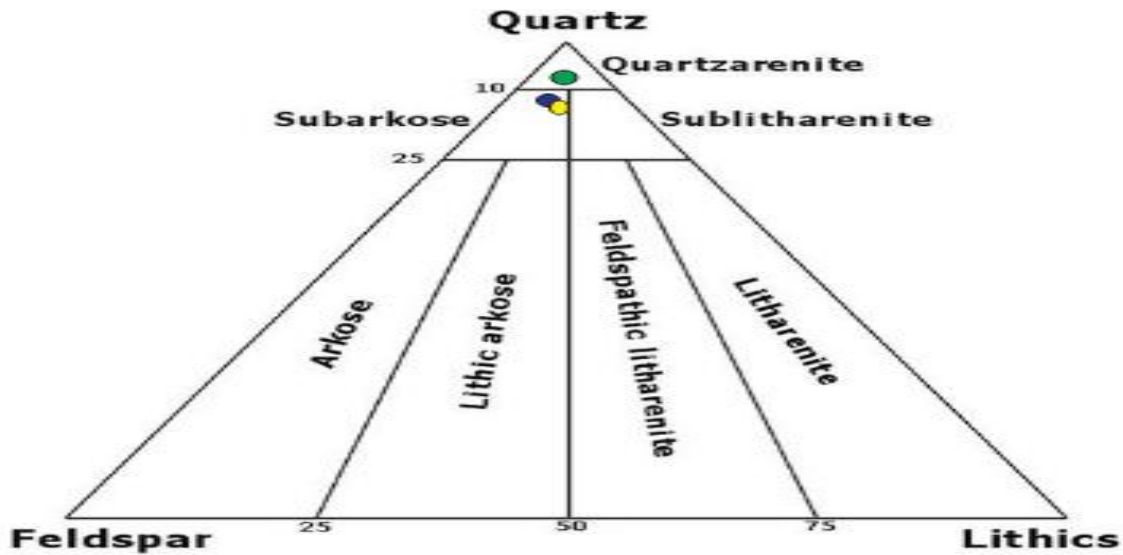 Quartz
Quartzarenite
10
Subarkose
Sublitharenite
25
Arkose
Lithic arkose
Feldspathic litharenite
Litharenite
25
50
75
Feldspar
Lithics